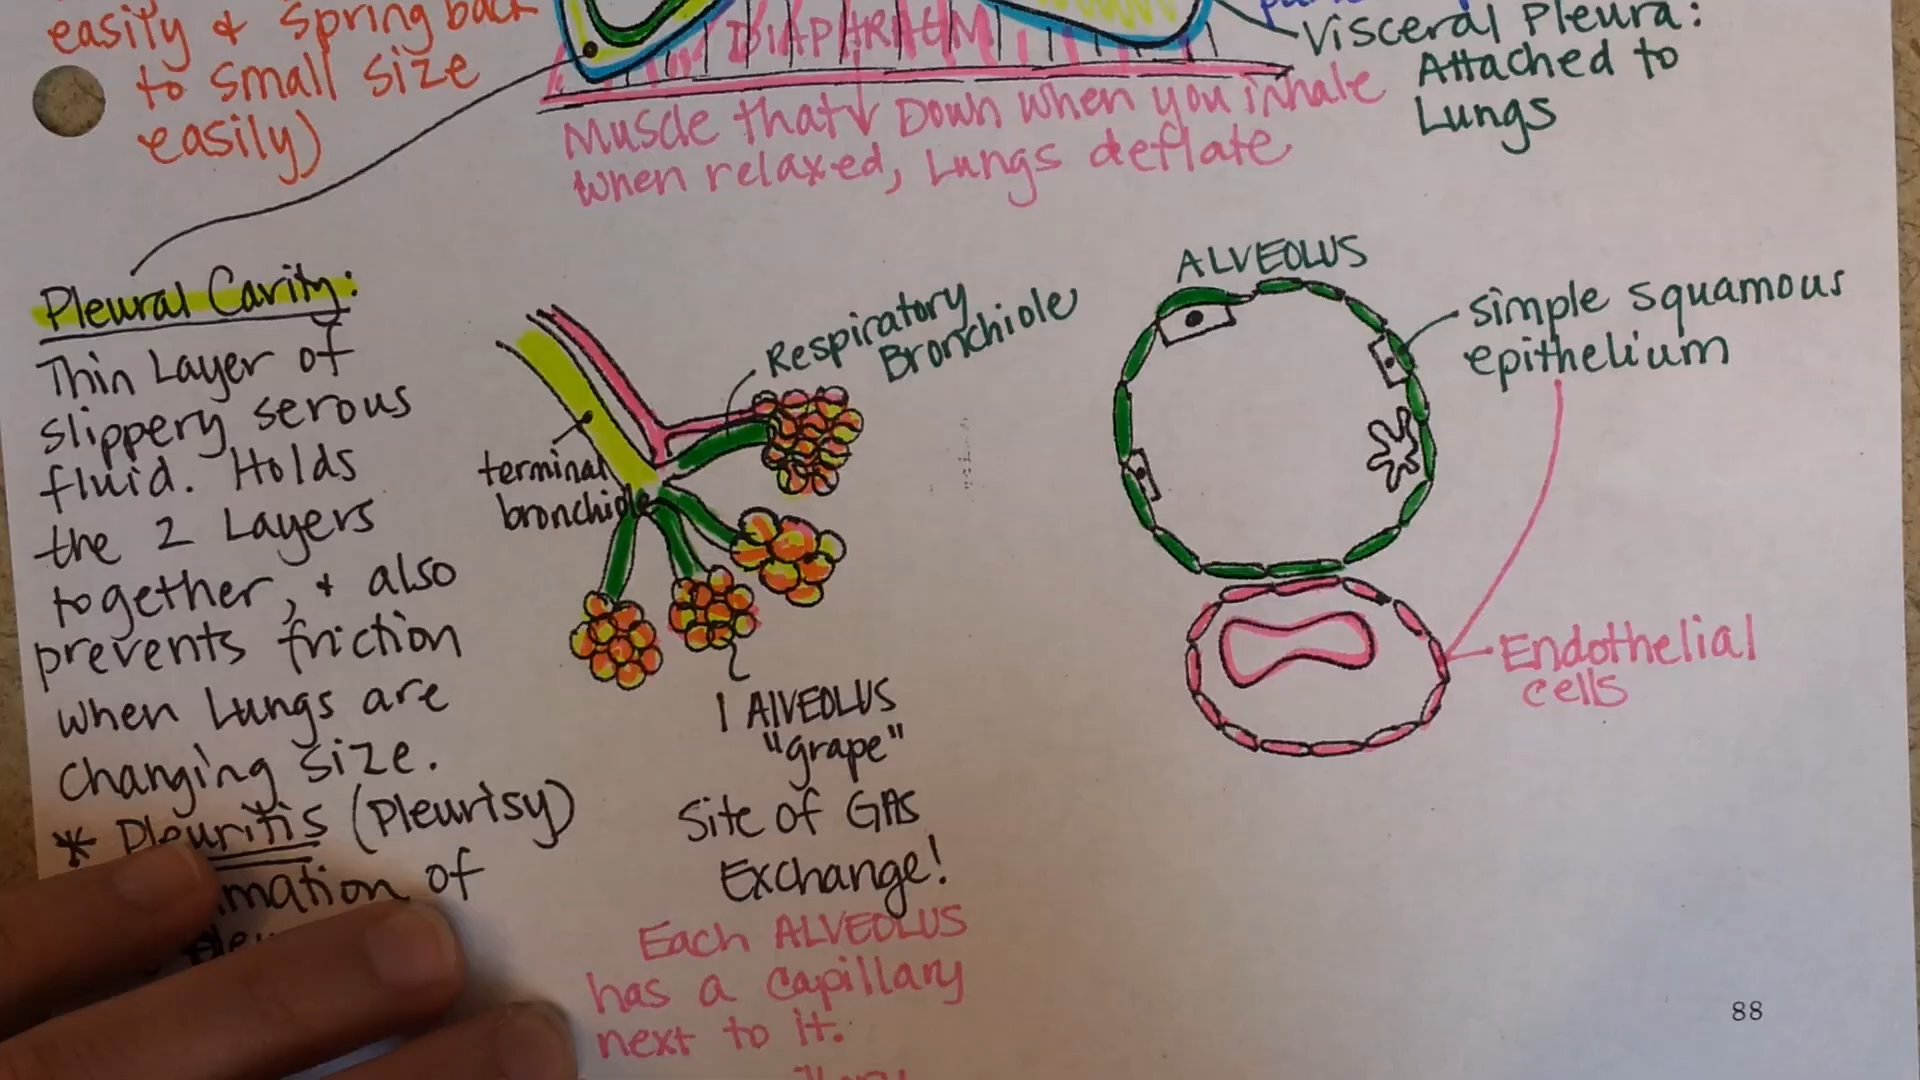 easily & spring back
to small size
easily)
DIAPHRAGM
Muscle that ↓ Down when you inhale
when relaxed, Lungs deflate
Visceral Pleura:
Attached to
Lungs
Pleural Cavity:
Thin Layer of
slippery serous
fluid. Holds
the 2 Layers
together, & also
prevents friction
when Lungs are
changing size.
* Pleuritis (Pleurisy)
mation of
terminal
bronchiole
Respiratory
Bronchiole
1 ALVEOLUS
"grape"
Site of GAS
Exchange!
Each ALVEOLUS
has a capillary
next to it.
ALVEOLUS
simple squamous
epithelium
Endothelial
cells
88